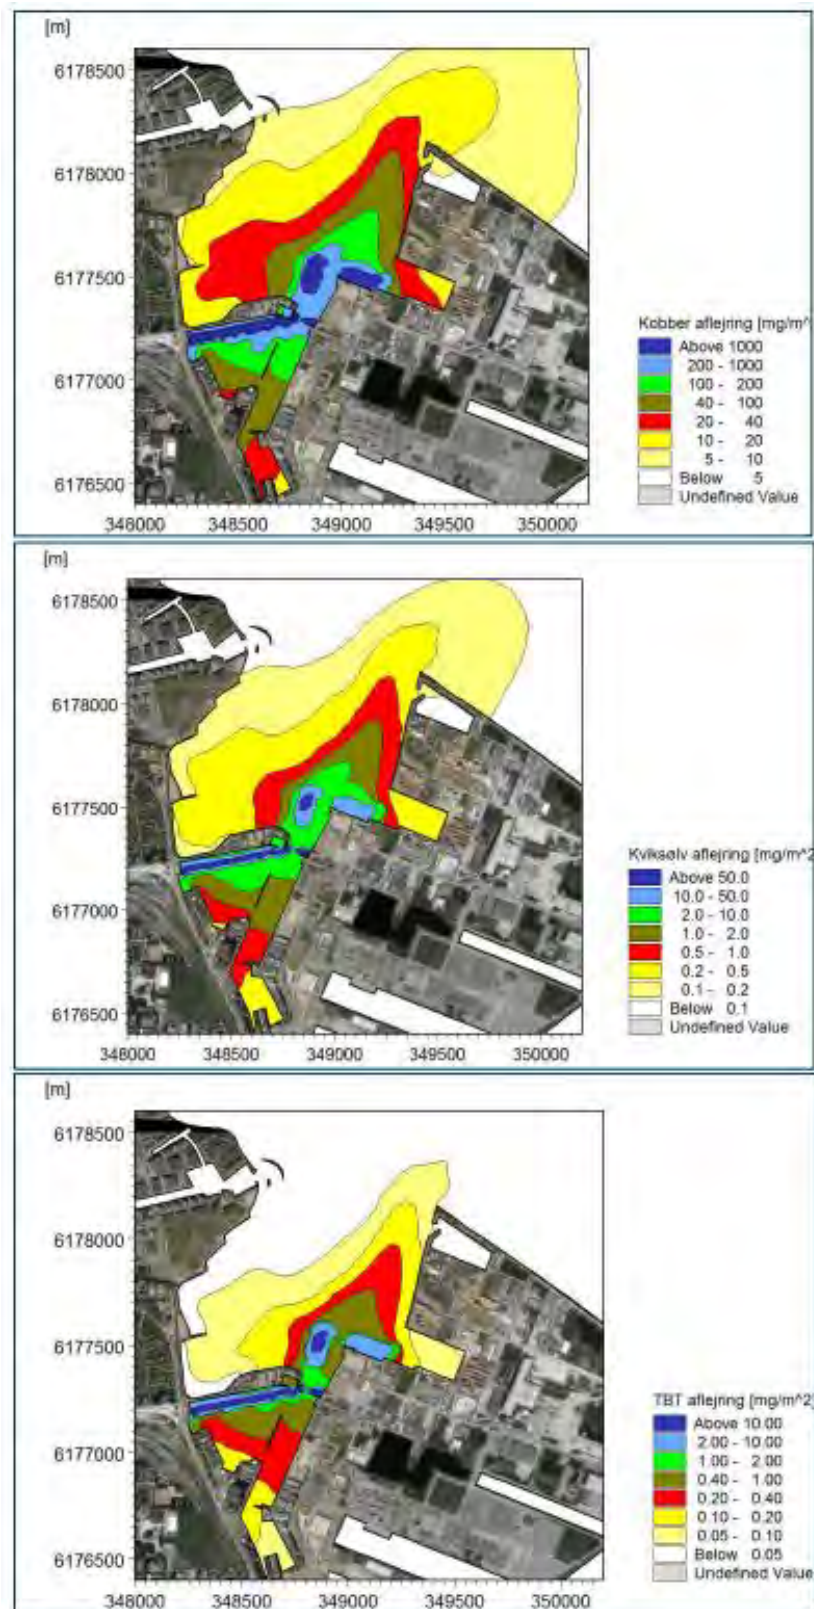 [m]
6178500
6178000
6177500
6177000
6176500
348000 348500 349000 349500 350000
Kobber aflejring [mg/m^
Above 1000
200 - 1000
100 - 200
40 - 100
20 - 40
10 - 20
5 - 10
Below 5
Undefined Value
[m]
6178500
6178000
6177500
6177000
6176500
348000 348500 349000 349500 350000
Kviksølv aflejring [mg/m^2
Above 50.0
10.0 - 50.0
2.0 - 10.0
1.0 - 2.0
0.5 - 1.0
0.2 - 0.5
0.1 - 0.2
Below 0.1
Undefined Value
[m]
6178500
6178000
6177500
6177000
6176500
348000 348500 349000 349500 350000
TBT aflejring [mg/m^2]
Above 10.00
2.00 - 10.00
1.00 - 2.00
0.40 - 1.00
0.20 - 0.40
0.10 - 0.20
0.05 - 0.10
Below 0.05
Undefined Value